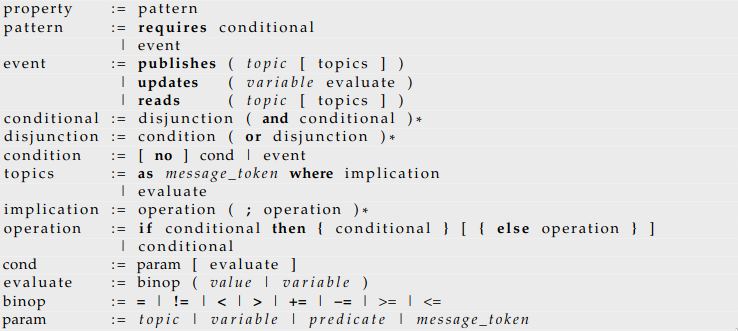 property := pattern
pattern := requires conditional
| event
event := publishes ( topic [ topics ] )
| updates ( variable evaluate )
| reads ( topic [ topics ] )
conditional := disjunction ( and conditional )*
disjunction := condition ( or disjunction )*
condition := [ no ] cond | event
topics := as message_token where implication
| evaluate
implication := operation ( ; operation )*
operation := if conditional then { conditional } [ { else operation } ]
| conditional
cond := param [ evaluate ]
evaluate := binop ( value | variable )
binop := = | != | < | > | += | −= | >= | <=
param := topic | variable | predicate | message_token